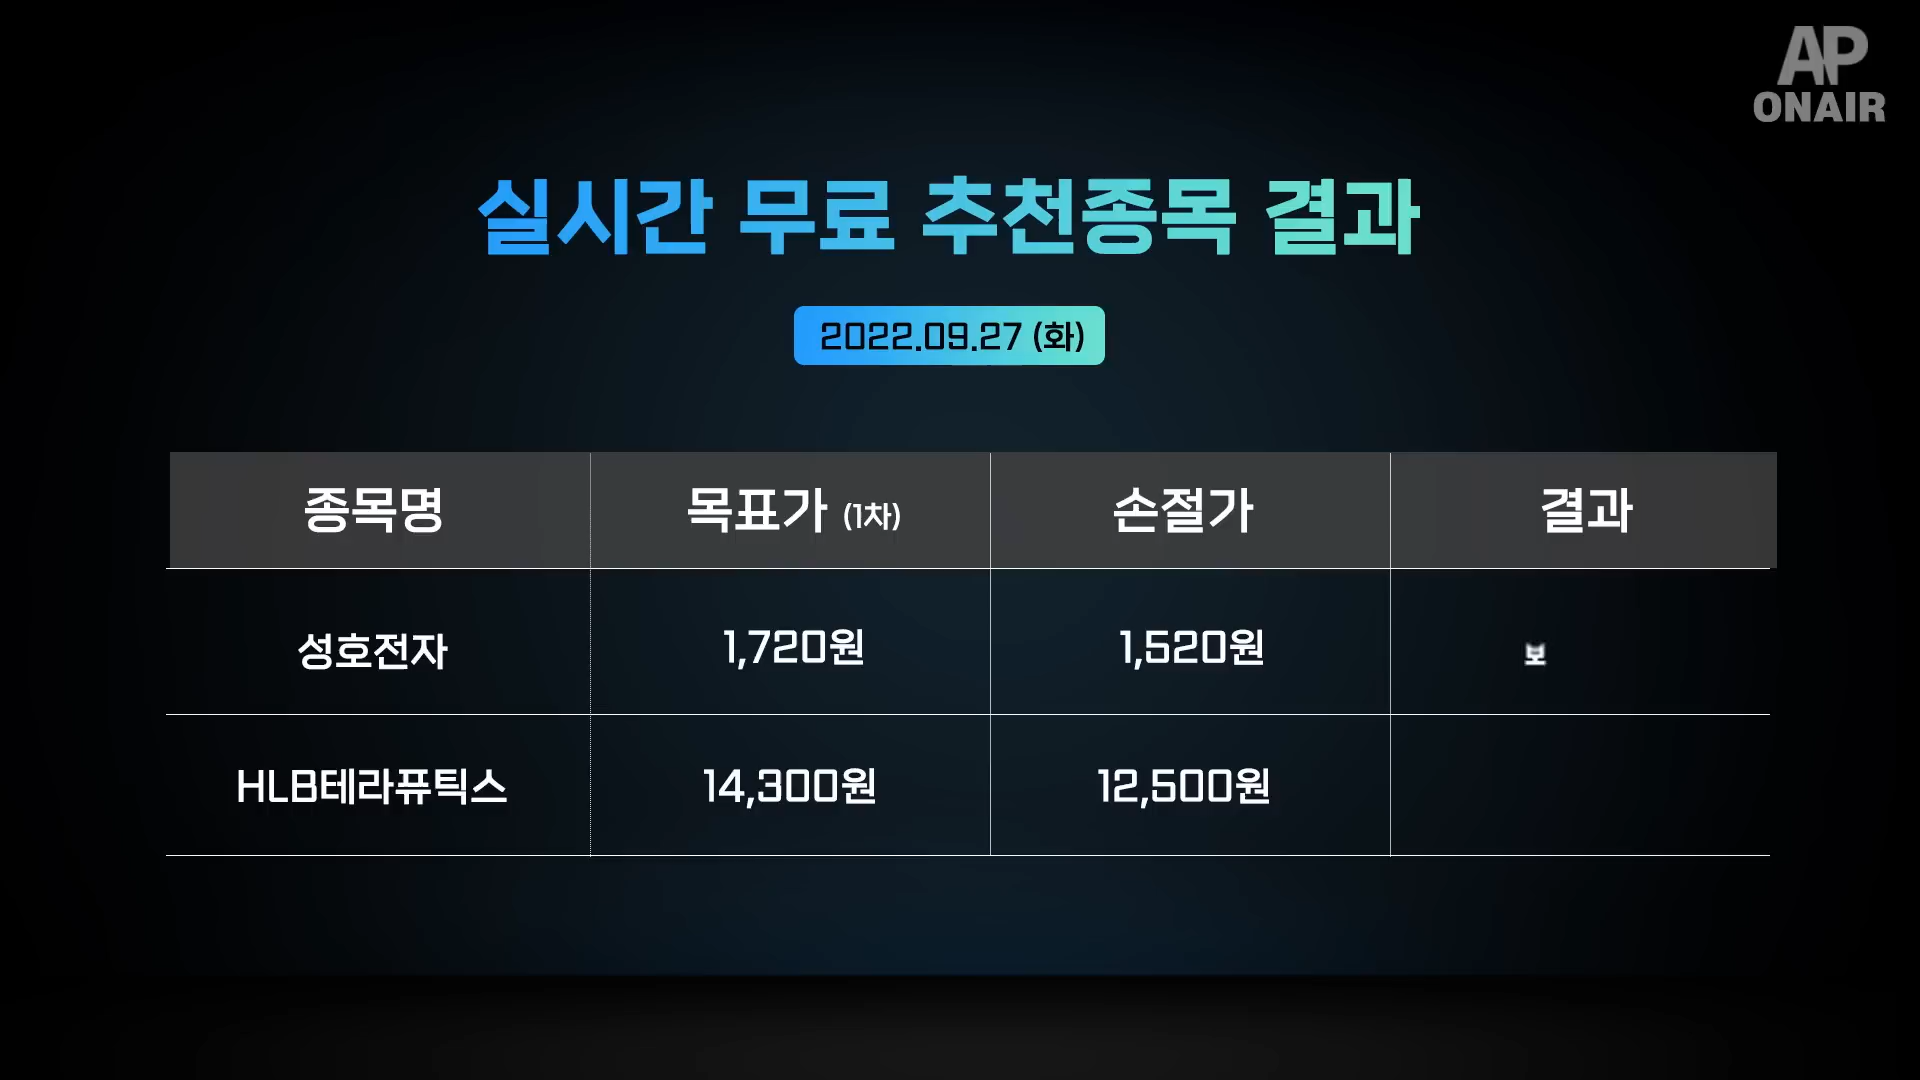 AP
ONAIR
실시간 무료 추천종목 결과
2022.09.27 (화)
종목명 목표가 (1차) 손절가 결과
성호전자 1,720원 1,520원 보
HLB테라퓨틱스 14,300원 12,500원